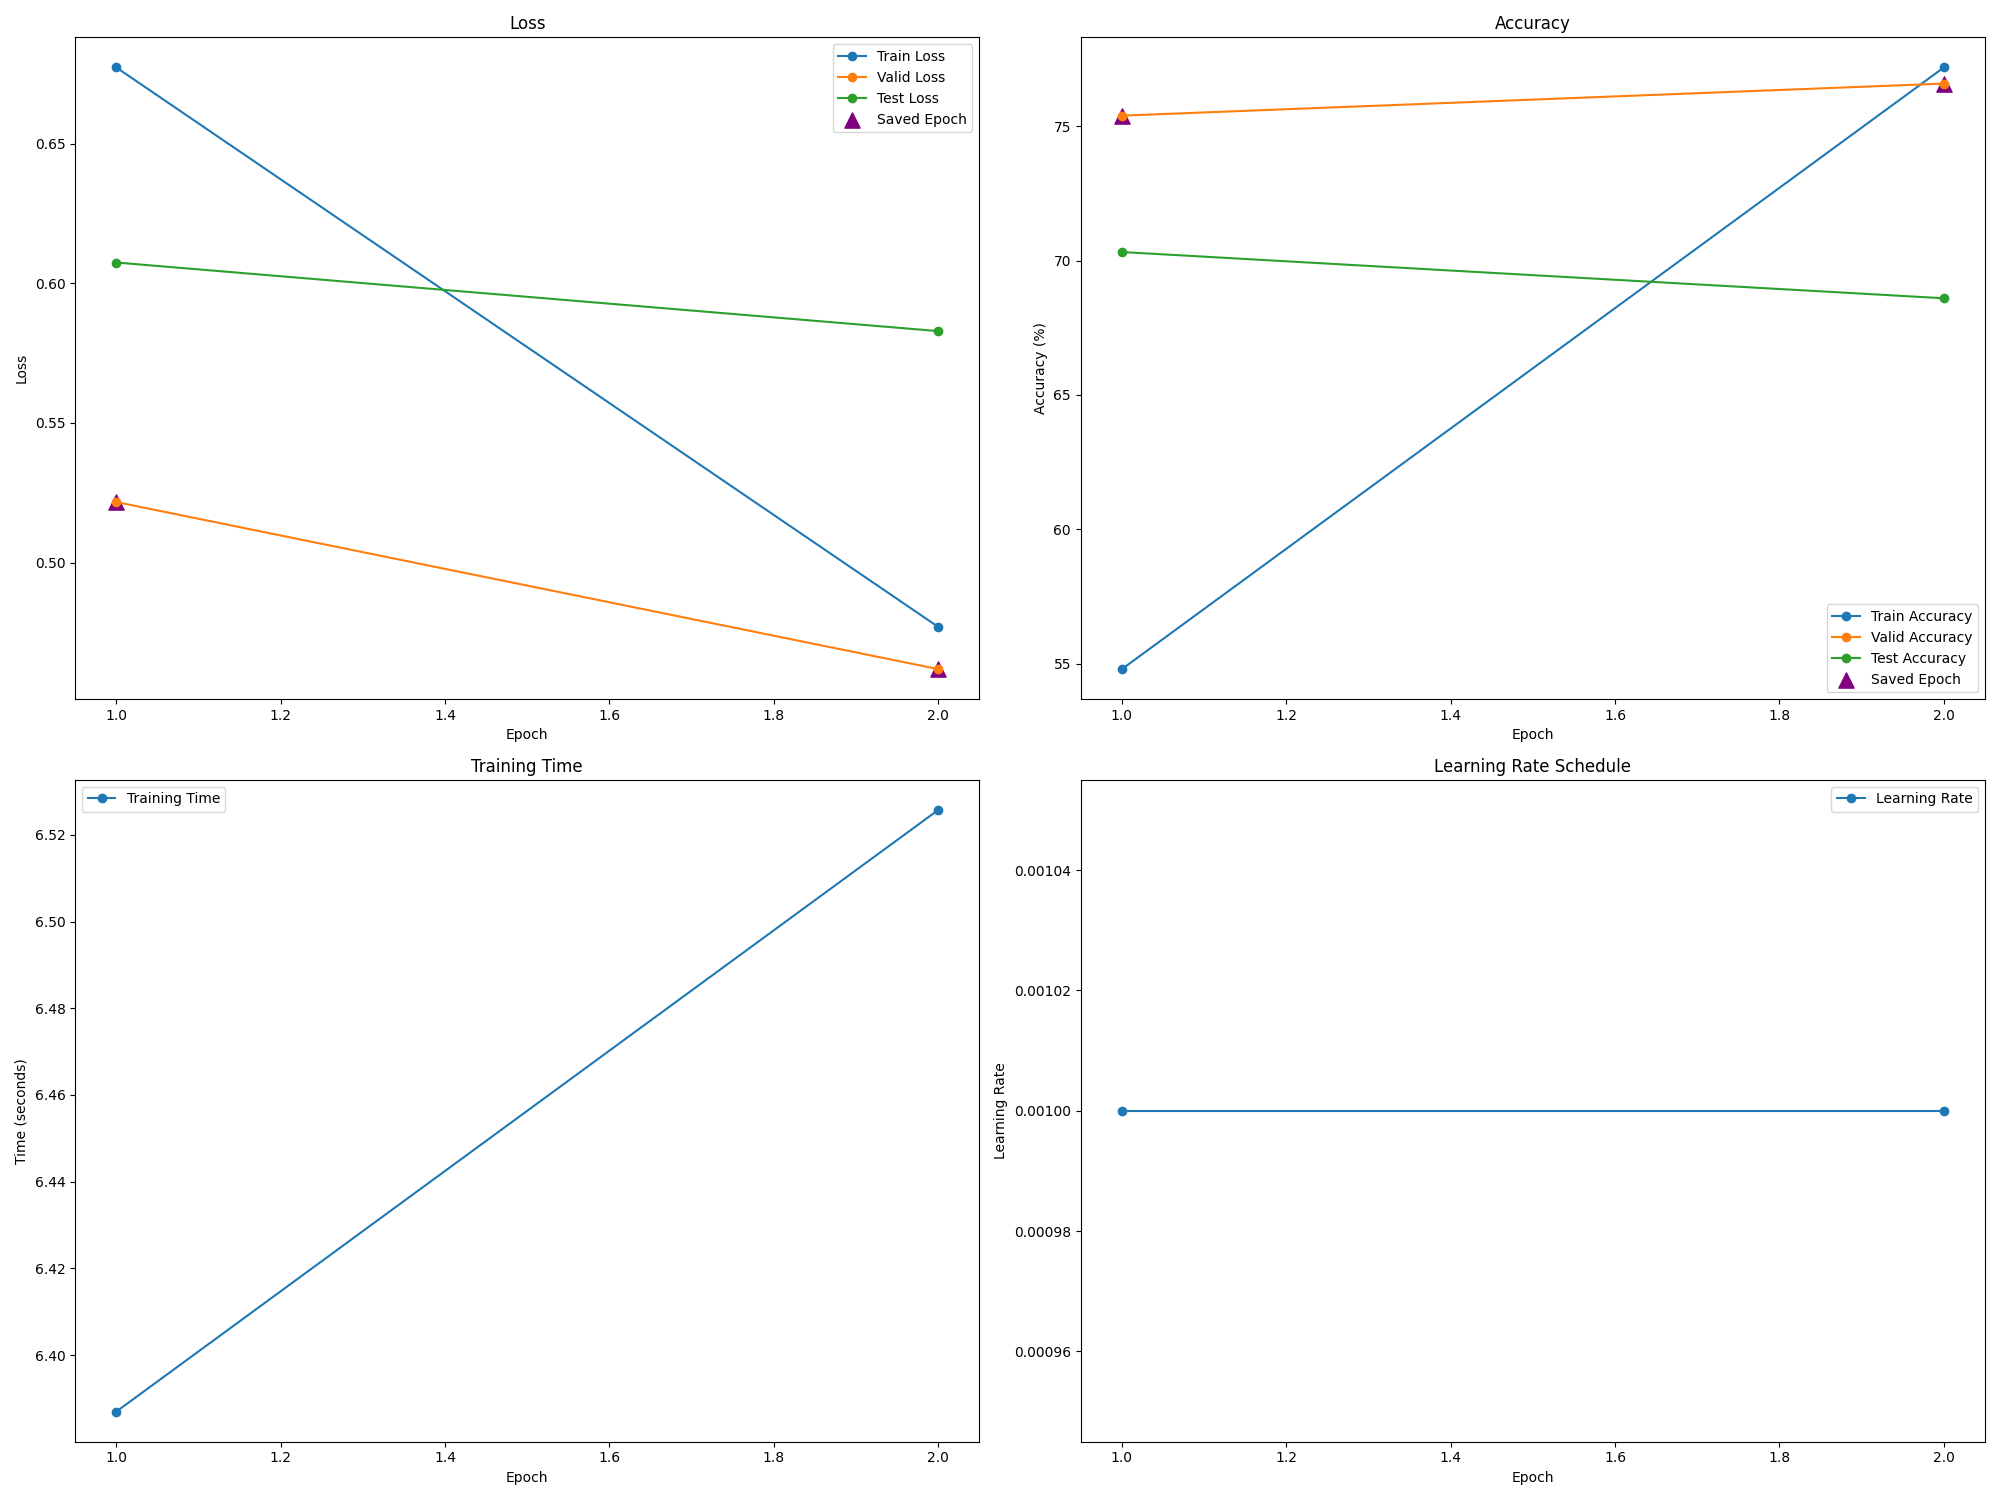 Loss
Train Loss
Valid Loss
Test Loss
Saved Epoch
0.65
0.60
0.55
0.50
Loss
1.0 1.2 1.4 1.6 1.8 2.0
Epoch
Accuracy
75
70
65
60
55
Accuracy (%)
Train Accuracy
Valid Accuracy
Test Accuracy
Saved Epoch
1.0 1.2 1.4 1.6 1.8 2.0
Epoch
Training Time
Training Time
6.52
6.50
6.48
6.46
6.44
6.42
6.40
Time (seconds)
1.0 1.2 1.4 1.6 1.8 2.0
Epoch
Learning Rate Schedule
Learning Rate
0.00104
0.00102
0.00100
0.00098
0.00096
Learning Rate
1.0 1.2 1.4 1.6 1.8 2.0
Epoch